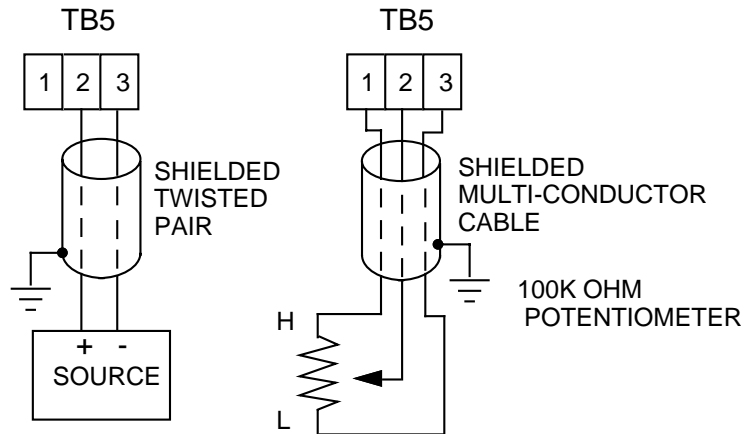 TB5
1 2 3
SHIELDED
TWISTED
PAIR
+ -
SOURCE
TB5
1 2 3
SHIELDED
MULTI-CONDUCTOR
CABLE
100K OHM
POTENTIOMETER
H
L